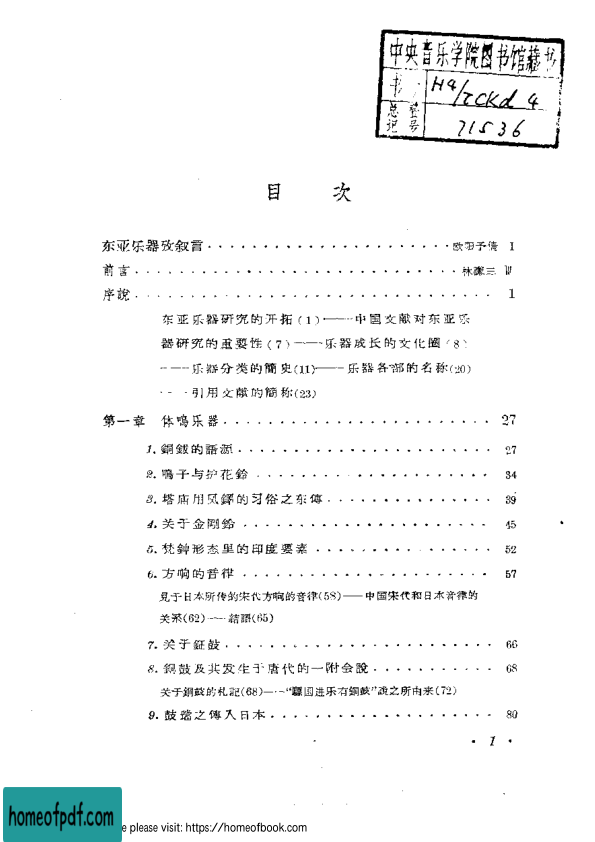 中央音乐学院图书馆藏书
书号 H9/TCKd 4
总登记号 71536
目 次
东亚乐器攷叙言 欧阳予倩 I
前言 林謙三
序說 1
东亚乐器研究的开拓(1)——中国文献对东亚乐
器研究的重要性(7)——乐器成长的文化圈(8)
——乐器分类的簡史(11)——乐器各部的名称(20)
——引用文献的簡称(23)
第一章 体鳴乐器 27
1. 銅鈸的語源 27
2. 鳴子与护花鈴 34
3. 塔庙用风鐸的习俗之东傳 39
4. 关于金剛鈴 45
5. 梵鐘形态里的印度要素 52
6. 方响的音律 57
見于日本所传的宋代方响的音律(58)——中国宋代和日本音律的
关系(62)——結語(65)
7. 关于鉦鼓 66
8. 銅鼓及其发生于唐代的一附会說 68
关于銅鼓的札記(68)——“驃国进乐有銅鼓”說之所由来(72)
9. 鼓璫之傳入日本 80
· 1 ·
homeofpdf.com
e please visit: https://homeofbook.com